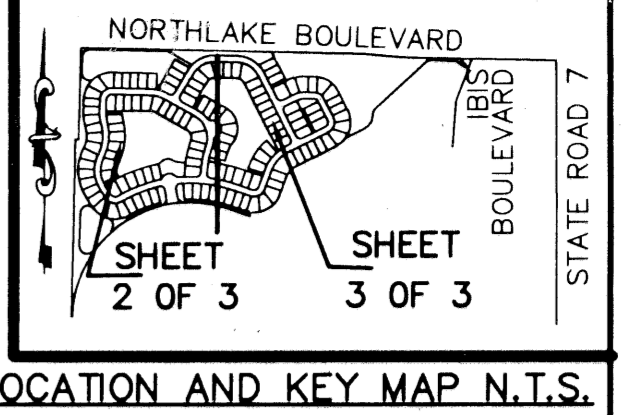 NORTHLAKE BOULEVARD
IBIS
BOULEVARD
STATE ROAD 7
SHEET
2 OF 3
SHEET
3 OF 3
OCATION AND KEY MAP N.T.S.